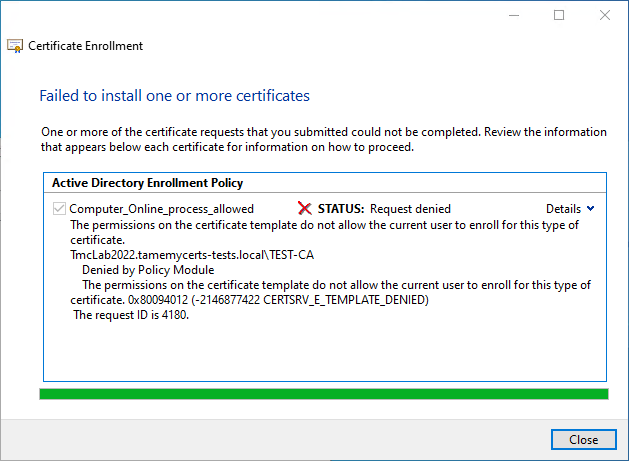 Certificate Enrollment
Failed to install one or more certificates
One or more of the certificate requests that you submitted could not be completed. Review the information
that appears below each certificate for information on how to proceed.
Active Directory Enrollment Policy
Computer_Online_process_allowed STATUS: Request denied Details
The permissions on the certificate template do not allow the current user to enroll for this type of
certificate.
TmcLab2022.tamemycerts-tests.local\TEST-CA
Denied by Policy Module
The permissions on the certificate template do not allow the current user to enroll for this type of
certificate. 0x80094012 (-2146877422 CERTSRV_E_TEMPLATE_DENIED)
The request ID is 4180.
Close